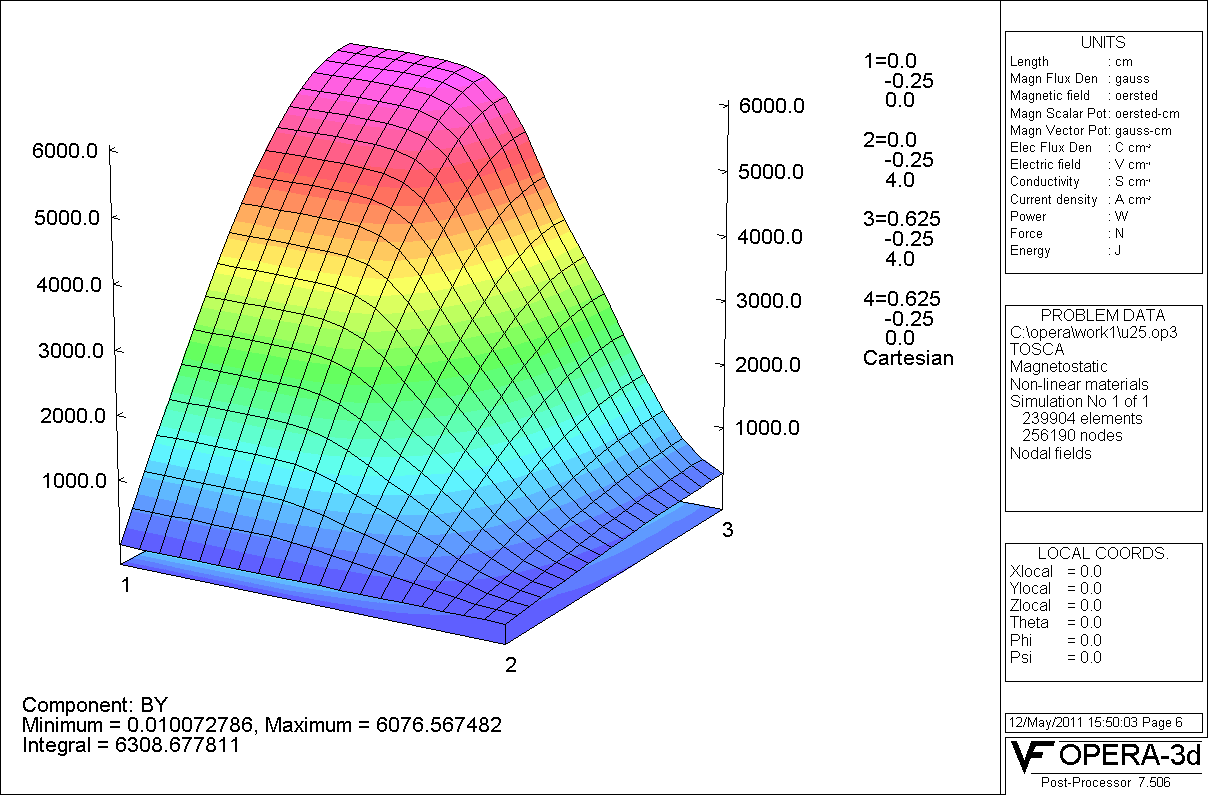 6000.0
5000.0
4000.0
3000.0
2000.0
1000.0
6000.0
5000.0
4000.0
3000.0
2000.0
1000.0
1
2
3
1=0.0
-0.25
0.0
2=0.0
-0.25
4.0
3=0.625
-0.25
4.0
4=0.625
-0.25
0.0
Cartesian
Component: BY
Minimum = 0.010072786, Maximum = 6076.567482
Integral = 6308.677811
UNITS
Length : cm
Magn Flux Den : gauss
Magnetic field : oersted
Magn Scalar Pot: oersted-cm
Magn Vector Pot: gauss-cm
Elec Flux Den : C cm⁻²
Electric field : V cm⁻¹
Conductivity : S cm⁻¹
Current density : A cm⁻²
Power : W
Force : N
Energy : J
PROBLEM DATA
C:\opera\work1\u25.op3
TOSCA
Magnetostatic
Non-linear materials
Simulation No 1 of 1
239904 elements
256190 nodes
Nodal fields
LOCAL COORDS.
Xlocal = 0.0
Ylocal = 0.0
Zlocal = 0.0
Theta = 0.0
Phi = 0.0
Psi = 0.0
12/May/2011 15:50:03 Page 6
VF OPERA-3d
Post-Processor 7.506